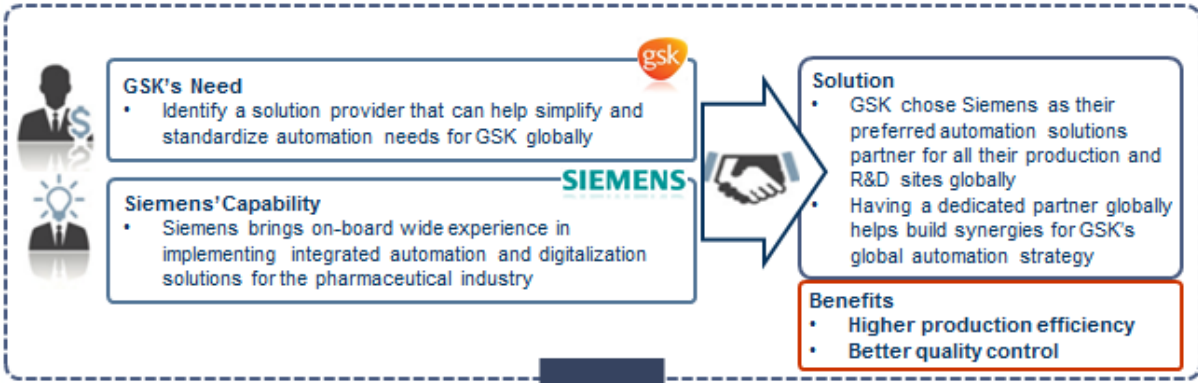 gsk
GSK's Need
• Identify a solution provider that can help simplify and
standardize automation needs for GSK globally
SIEMENS
Siemens' Capability
• Siemens brings on-board wide experience in
implementing integrated automation and digitalization
solutions for the pharmaceutical industry
Solution
• GSK chose Siemens as their
preferred automation solutions
partner for all their production and
R&D sites globally
• Having a dedicated partner globally
helps build synergies for GSK's
global automation strategy
Benefits
• Higher production efficiency
• Better quality control